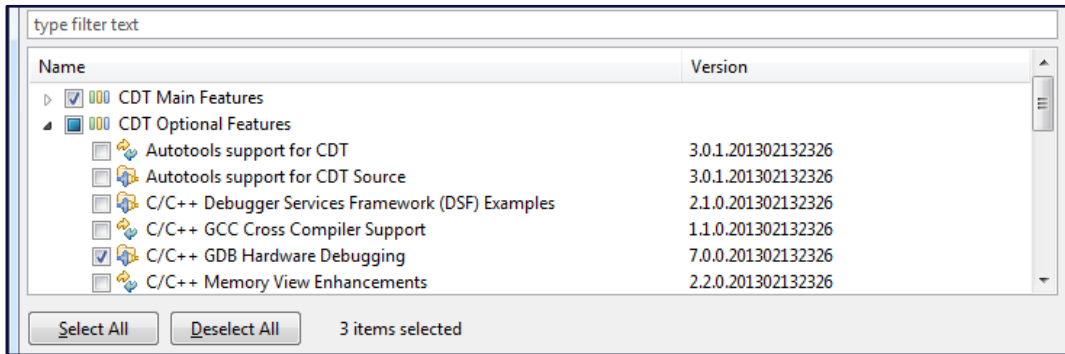 type filter text
Name Version
CDT Main Features
CDT Optional Features
Autotools support for CDT 3.0.1.201302132326
Autotools support for CDT Source 3.0.1.201302132326
C/C++ Debugger Services Framework (DSF) Examples 2.1.0.201302132326
C/C++ GCC Cross Compiler Support 1.1.0.201302132326
C/C++ GDB Hardware Debugging 7.0.0.201302132326
C/C++ Memory View Enhancements 2.2.0.201302132326
Select All Deselect All 3 items selected